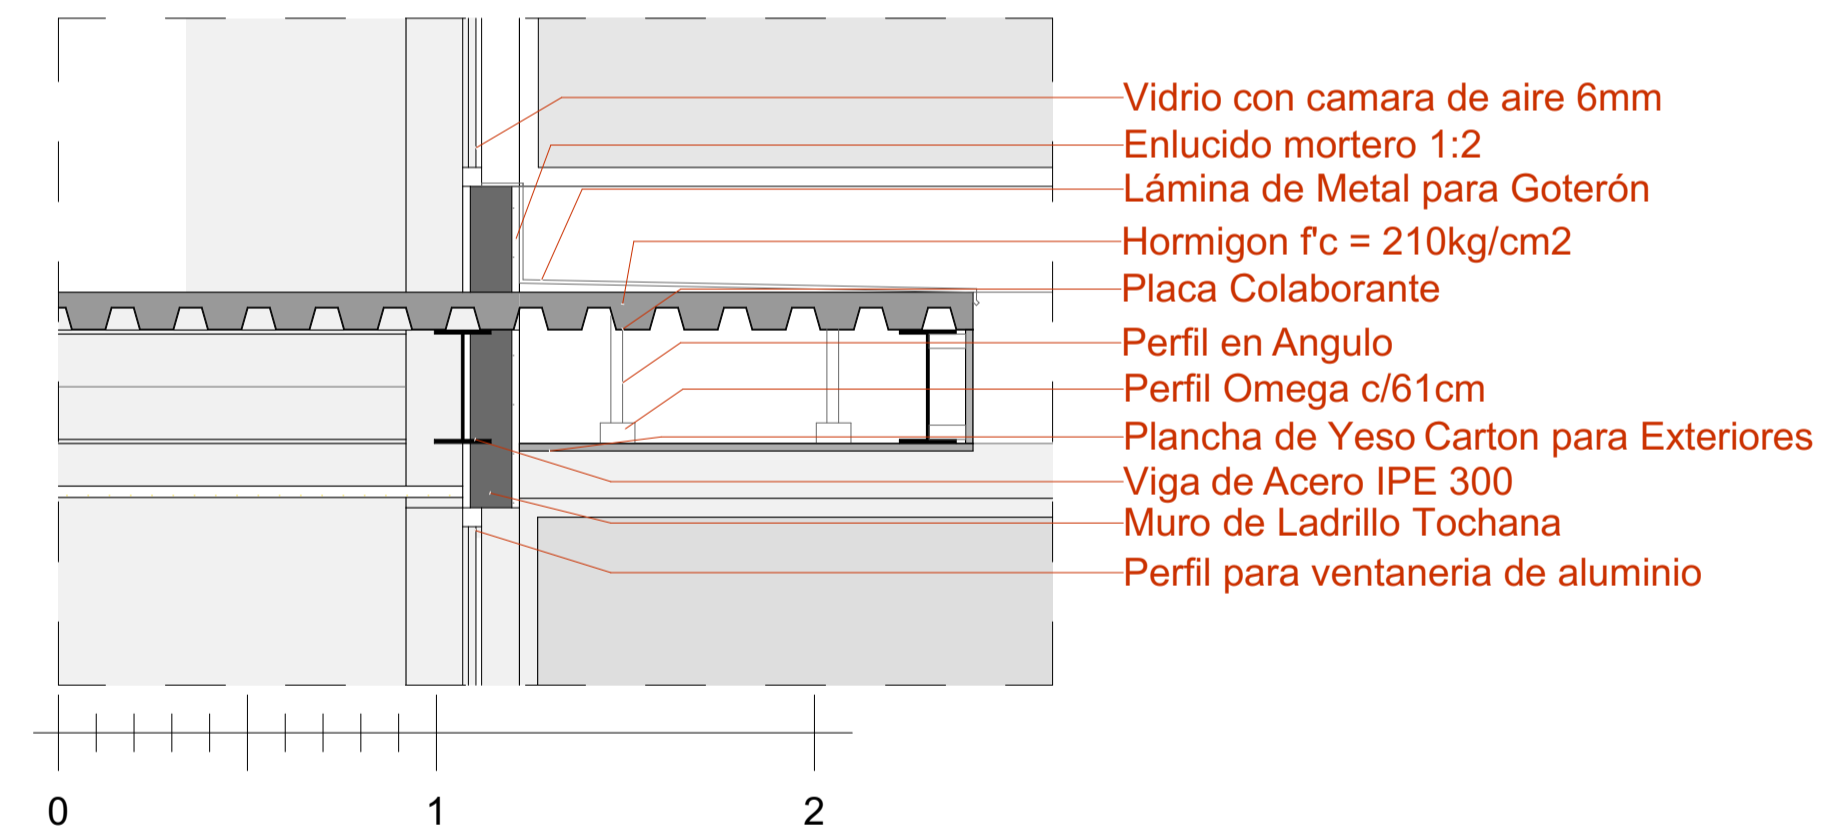 Vidrio con camara de aire 6mm
Enlucido mortero 1:2
Lámina de Metal para Goterón
Hormigon f'c = 210kg/cm2
Placa Colaborante
Perfil en Angulo
Perfil Omega c/61cm
Plancha de Yeso Carton para Exteriores
Viga de Acero IPE 300
Muro de Ladrillo Tochana
Perfil para ventaneria de aluminio
0 1 2